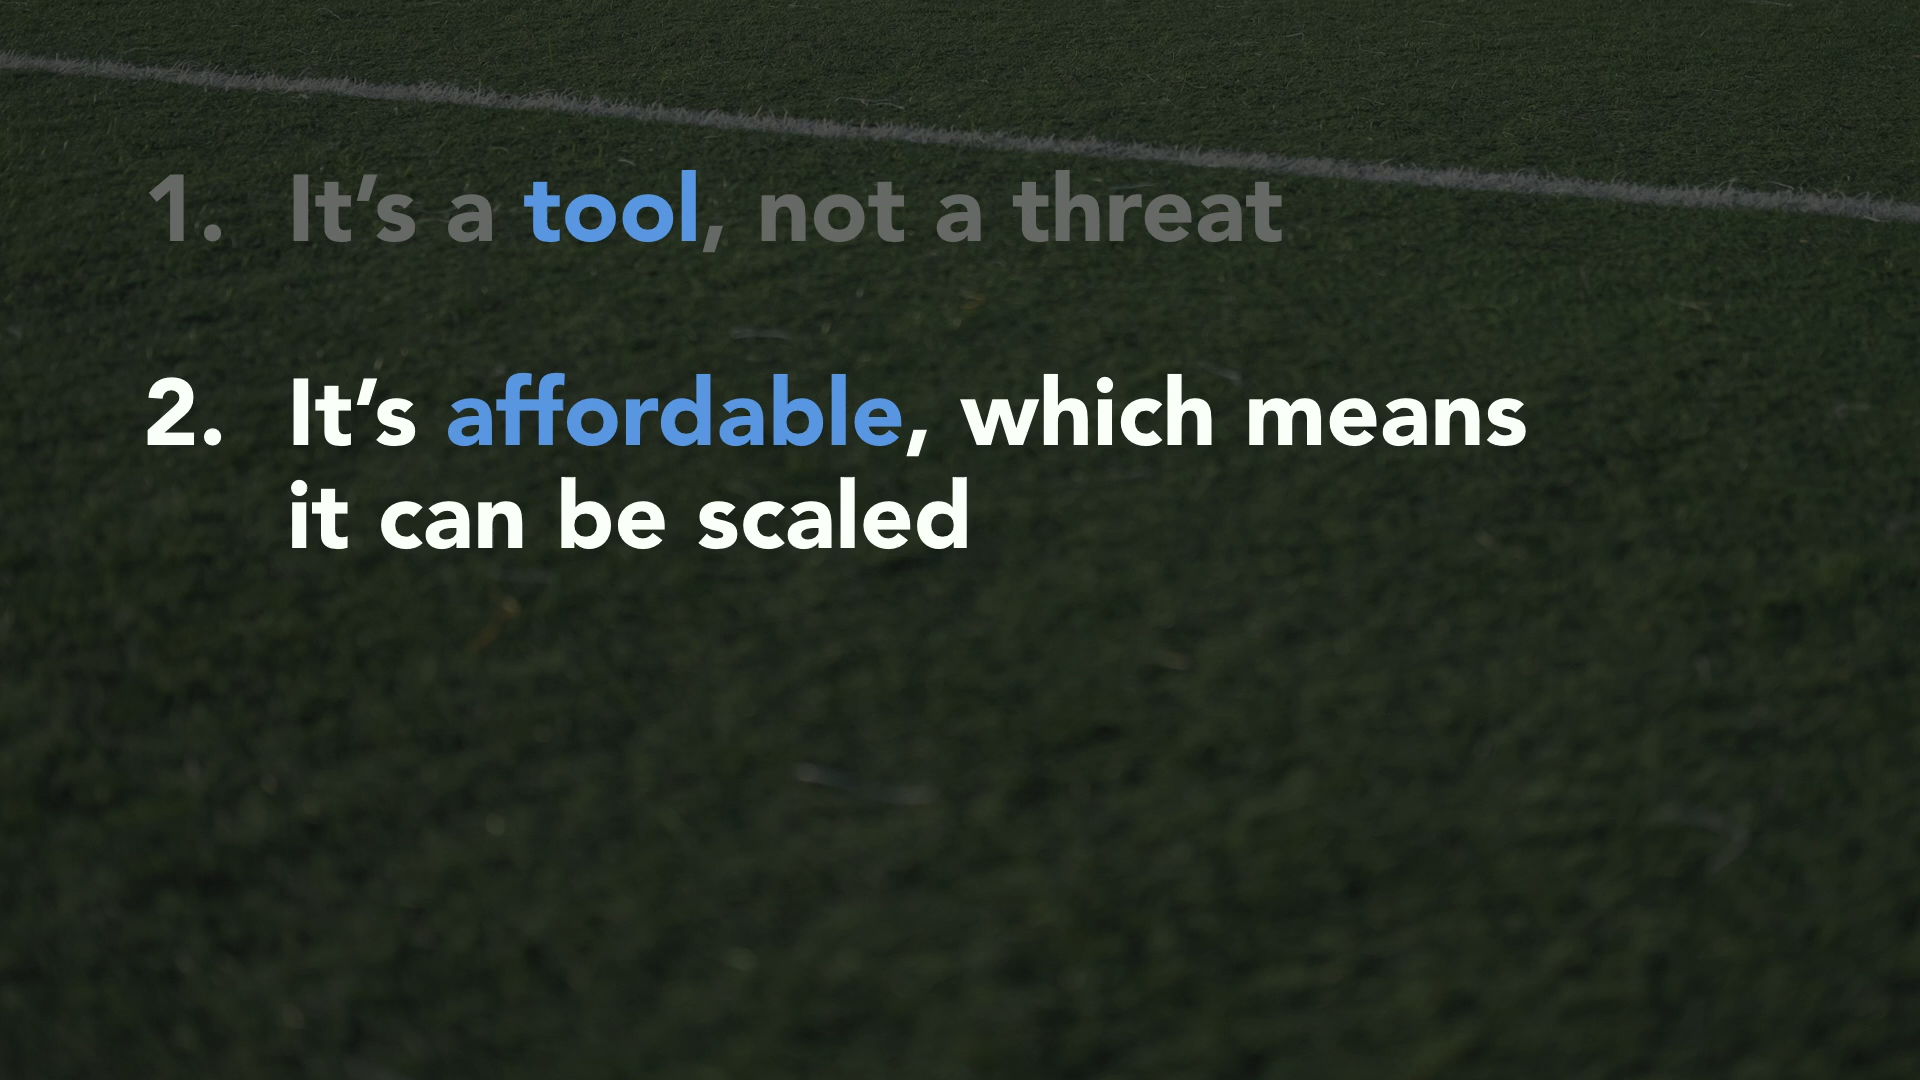 1. It’s a tool, not a threat
2. It’s affordable, which means
it can be scaled